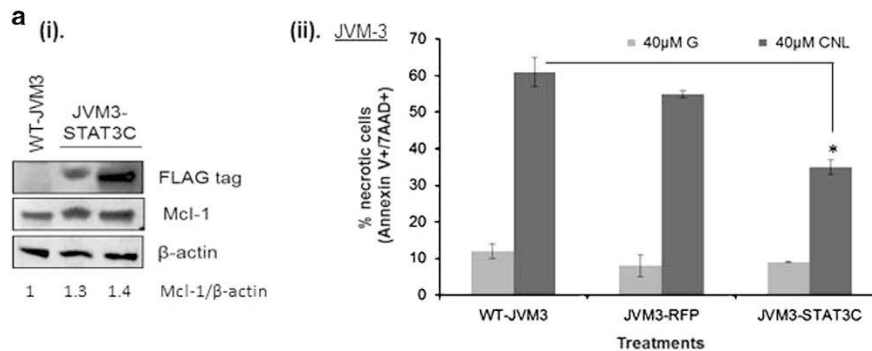 a
(i).
WT-JVM3
JVM3-
STAT3C
FLAG tag
Mcl-1
β-actin
1 1.3 1.4 Mcl-1/β-actin
(ii). JVM-3
40µM G 40µM CNL
% necrotic cells
(Annexin V+/7AAD+)
70
60
50
40
30
20
10
0
*
WT-JVM3 JVM3-RFP JVM3-STAT3C
Treatments